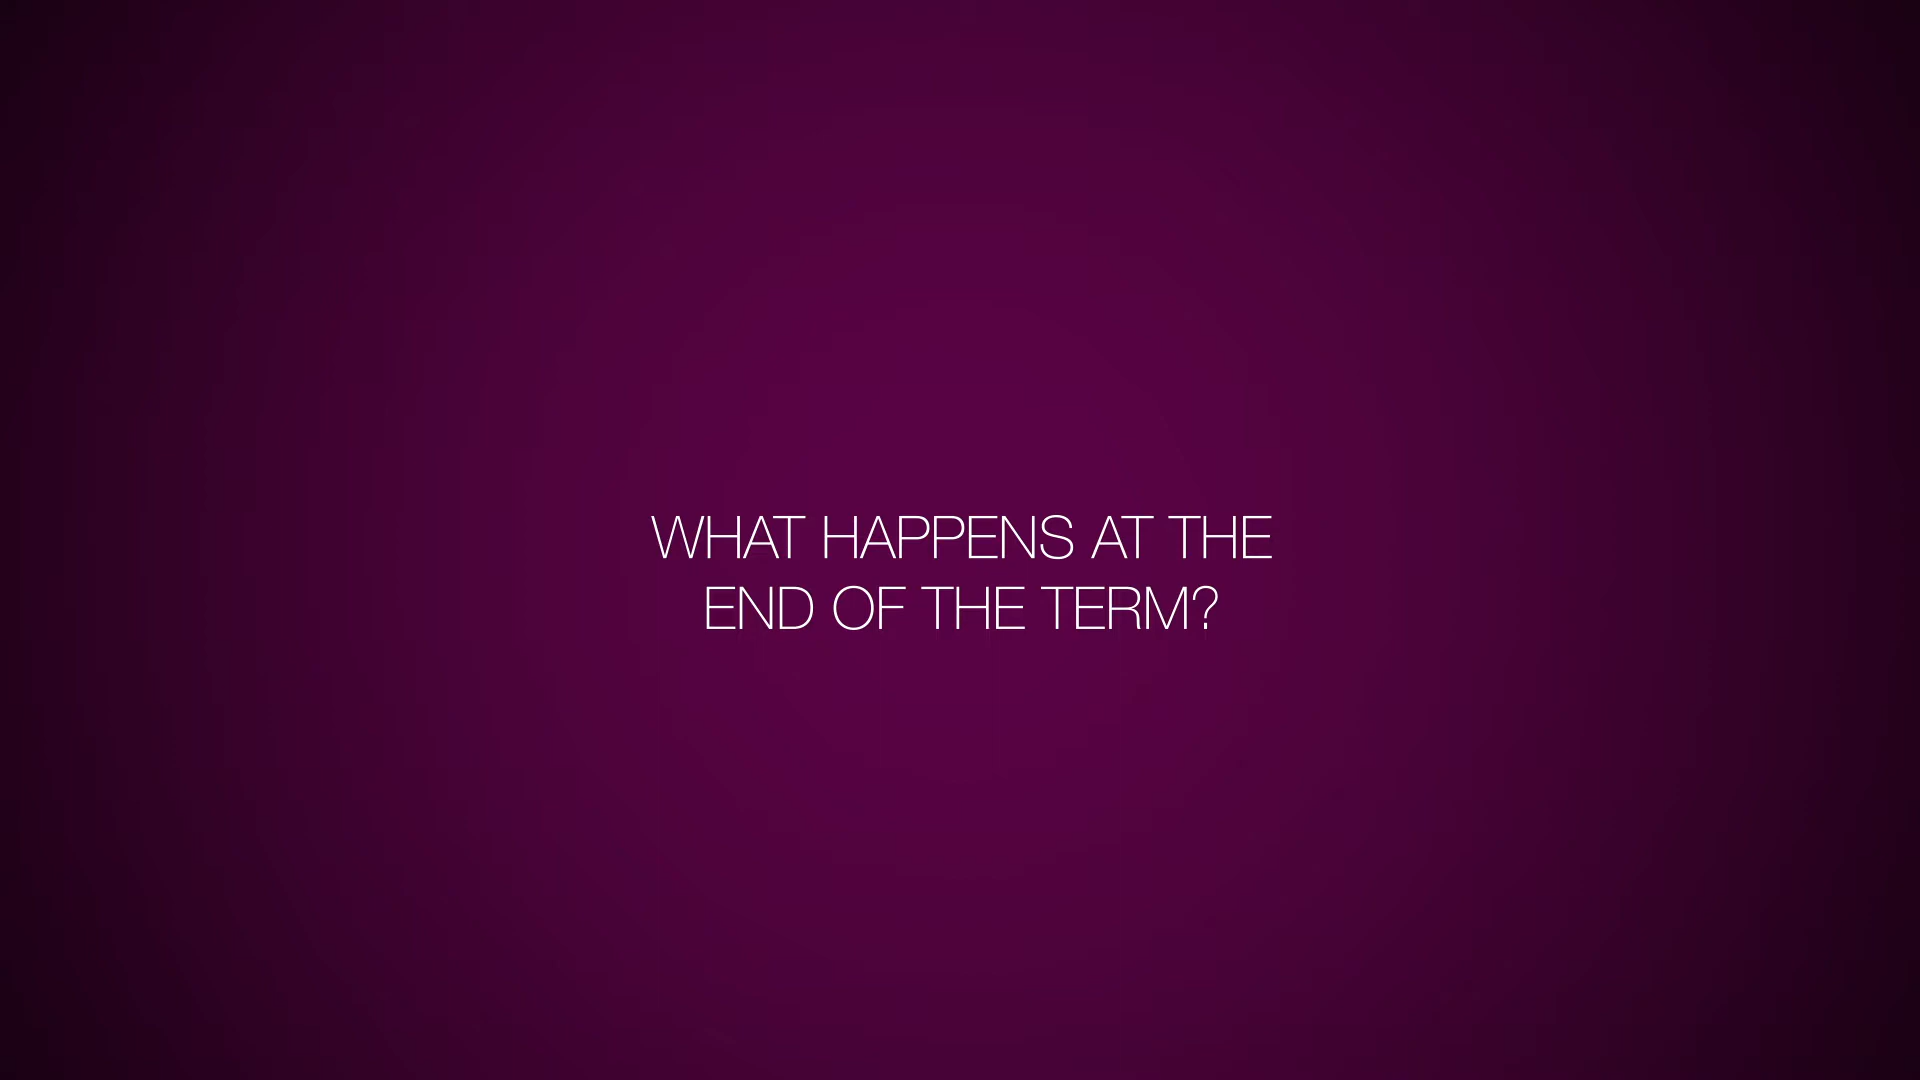 WHAT HAPPENS AT THE
END OF THE TERM?